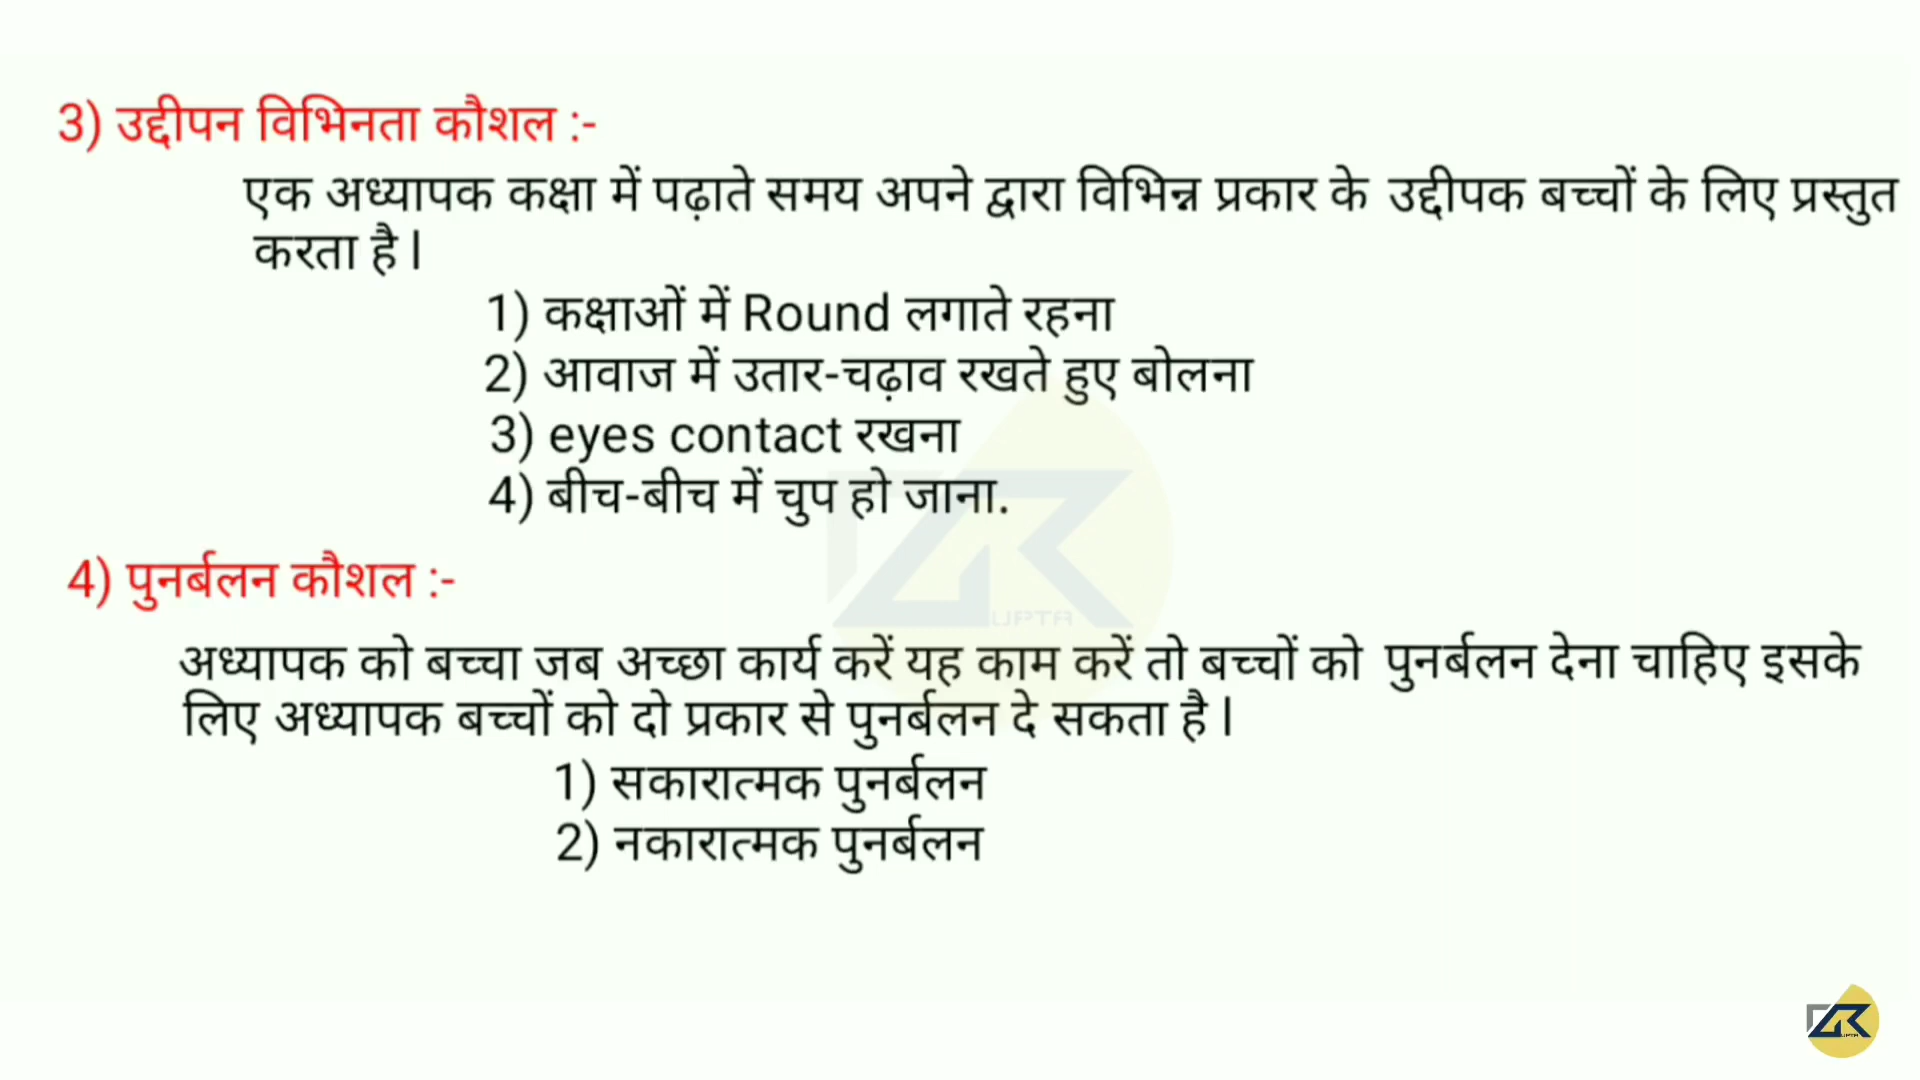 3) उद्दीपन विभिनता कौशल :-
एक अध्यापक कक्षा में पढ़ाते समय अपने द्वारा विभिन्न प्रकार के उद्दीपक बच्चों के लिए प्रस्तुत
करता है l
1) कक्षाओं में Round लगाते रहना
2) आवाज में उतार-चढ़ाव रखते हुए बोलना
3) eyes contact रखना
4) बीच-बीच में चुप हो जाना.
4) पुनर्बलन कौशल :-
अध्यापक को बच्चा जब अच्छा कार्य करें यह काम करें तो बच्चों को पुनर्बलन देना चाहिए इसके
लिए अध्यापक बच्चों को दो प्रकार से पुनर्बलन दे सकता है l
1) सकारात्मक पुनर्बलन
2) नकारात्मक पुनर्बलन